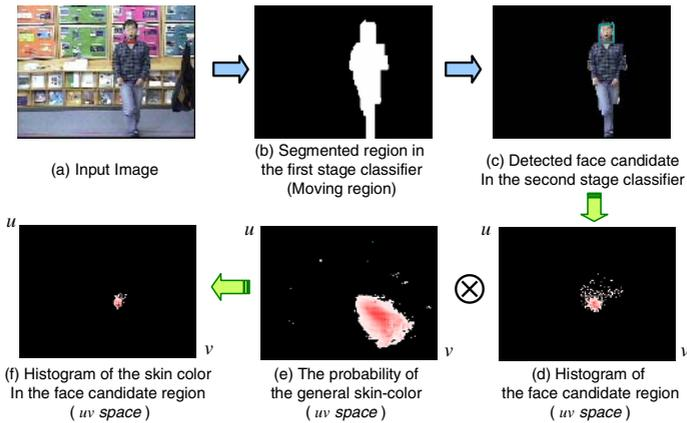 (a) Input Image
(b) Segmented region in
the first stage classifier
(Moving region)
(c) Detected face candidate
In the second stage classifier
u
v
(f) Histogram of the skin color
In the face candidate region
( uv space )
u
v
(e) The probability of
the general skin-color
( uv space )
u
v
(d) Histogram of
the face candidate region
( uv space )